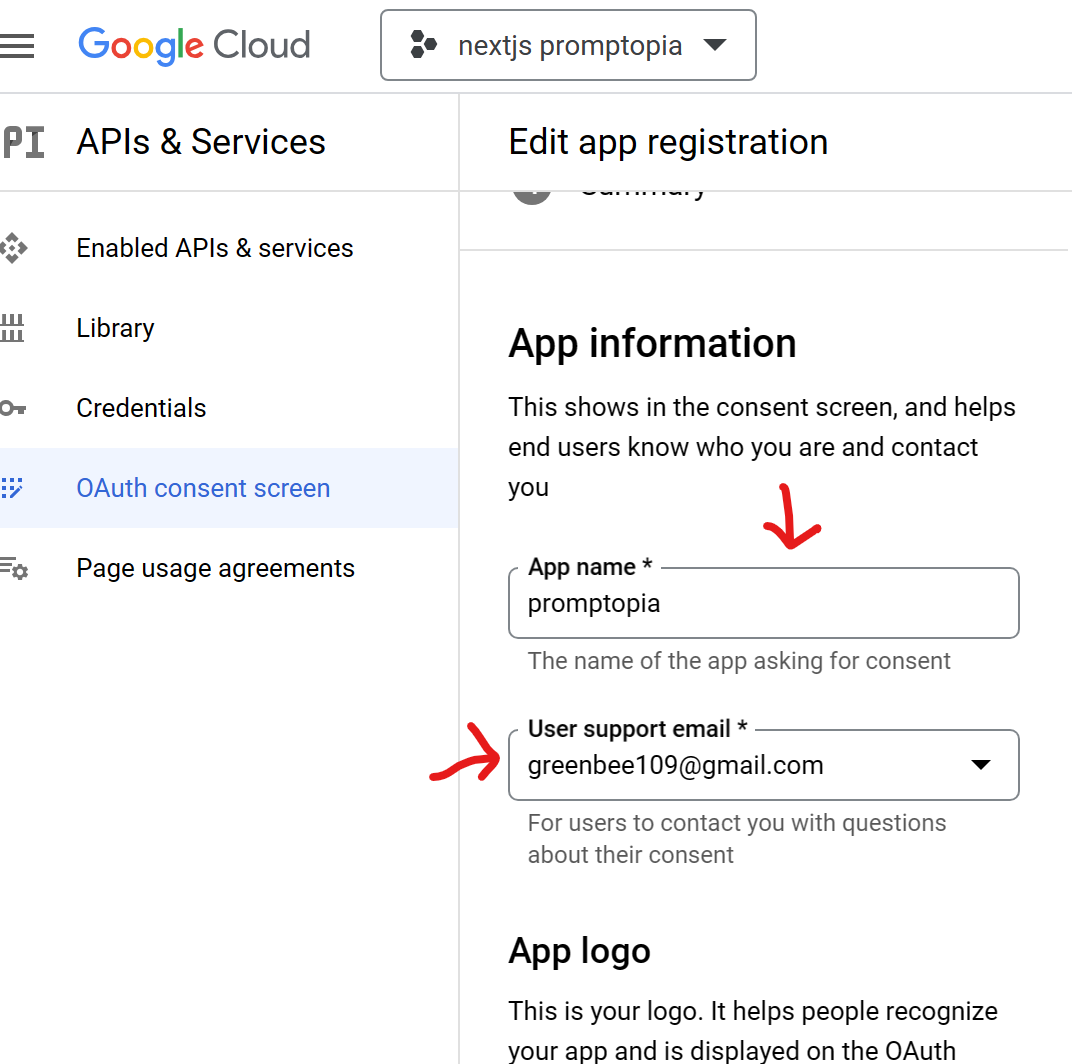 Google Cloud
nextjs promptopia
PI
APIs & Services
Edit app registration
Summary
Enabled APIs & services
Library
Credentials
OAuth consent screen
Page usage agreements
App information
This shows in the consent screen, and helps
end users know who you are and contact
you
App name *
promptopia
The name of the app asking for consent
User support email *
greenbee109@gmail.com
For users to contact you with questions
about their consent
App logo
This is your logo. It helps people recognize
your app and is displayed on the OAuth